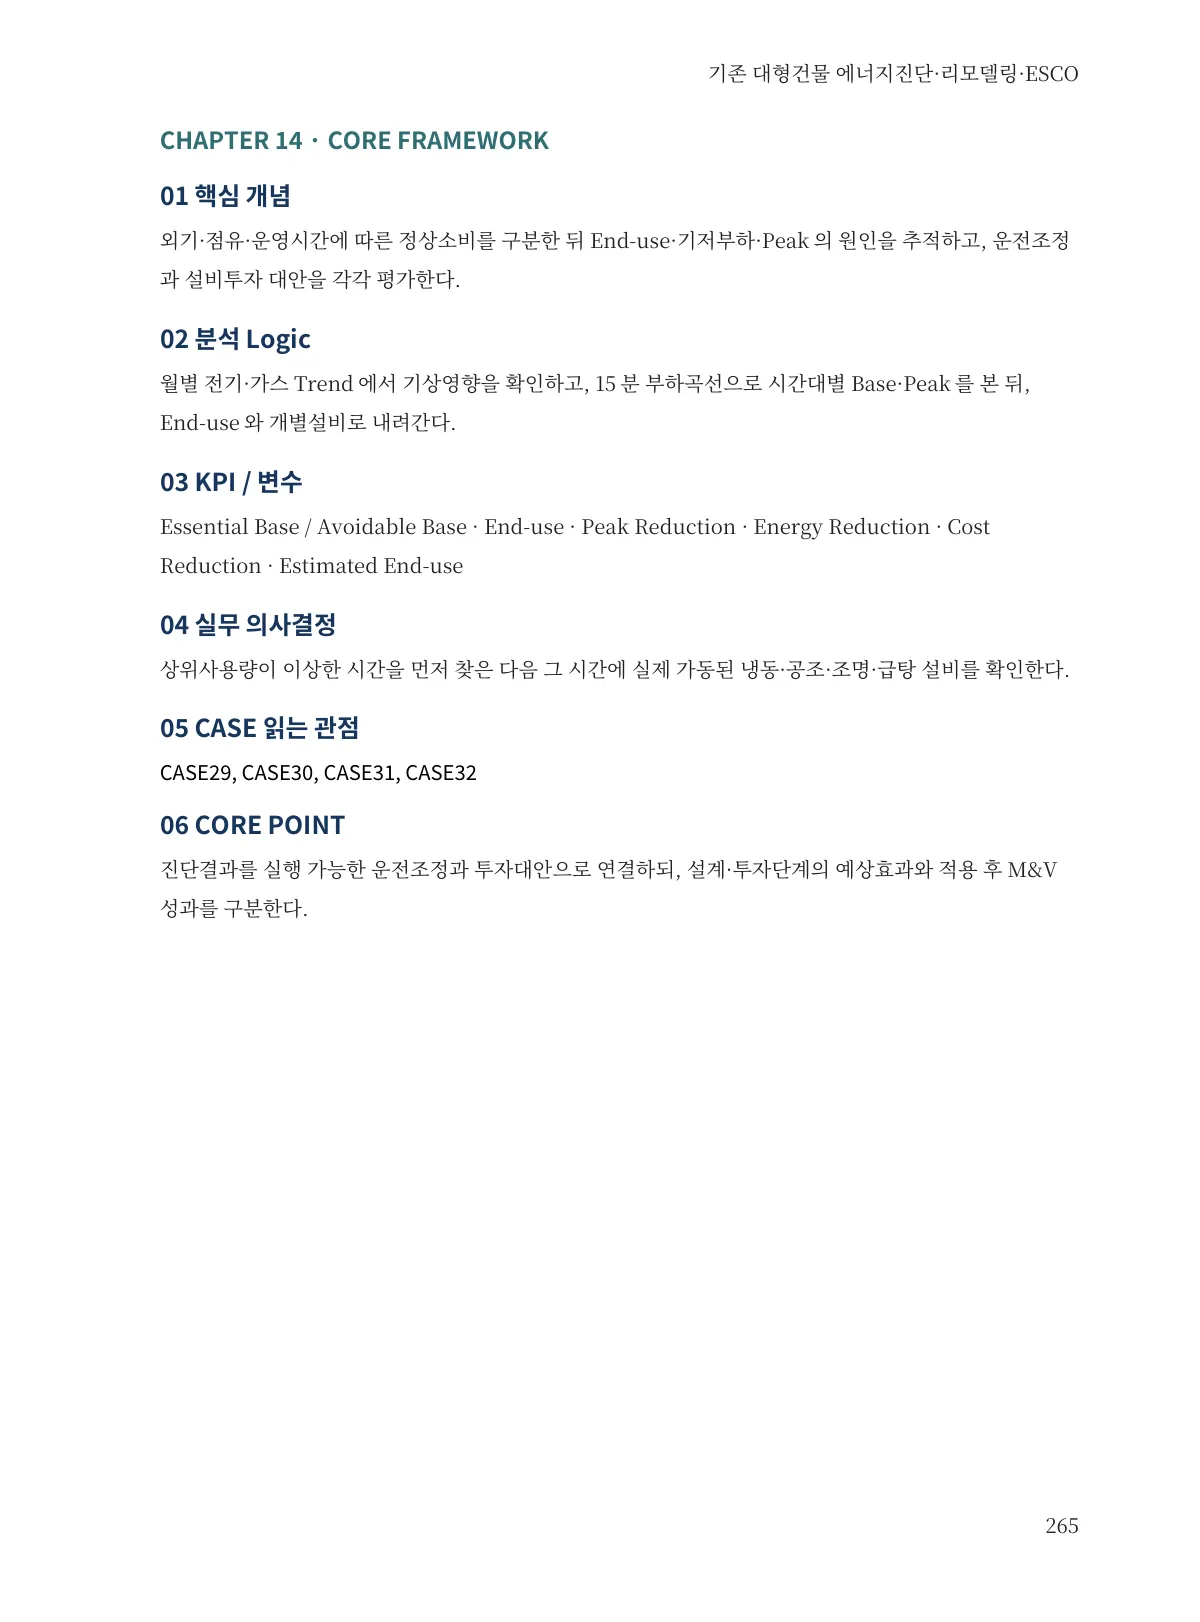 기존 대형건물 에너지진단·리모델링·ESCO
CHAPTER 14 · CORE FRAMEWORK
01 핵심 개념
외기·점유·운영시간에 따른 정상소비를 구분한 뒤 End-use·기저부하·Peak 의 원인을 추적하고, 운전조정
과 설비투자 대안을 각각 평가한다.
02 분석 Logic
월별 전기·가스 Trend 에서 기상영향을 확인하고, 15 분 부하곡선으로 시간대별 Base·Peak 를 본 뒤,
End-use 와 개별설비로 내려간다.
03 KPI / 변수
Essential Base / Avoidable Base · End-use · Peak Reduction · Energy Reduction · Cost
Reduction · Estimated End-use
04 실무 의사결정
상위사용량이 이상한 시간을 먼저 찾은 다음 그 시간에 실제 가동된 냉동·공조·조명·급탕 설비를 확인한다.
05 CASE 읽는 관점
CASE29, CASE30, CASE31, CASE32
06 CORE POINT
진단결과를 실행 가능한 운전조정과 투자대안으로 연결하되, 설계·투자단계의 예상효과와 적용 후 M&V
성과를 구분한다.
265